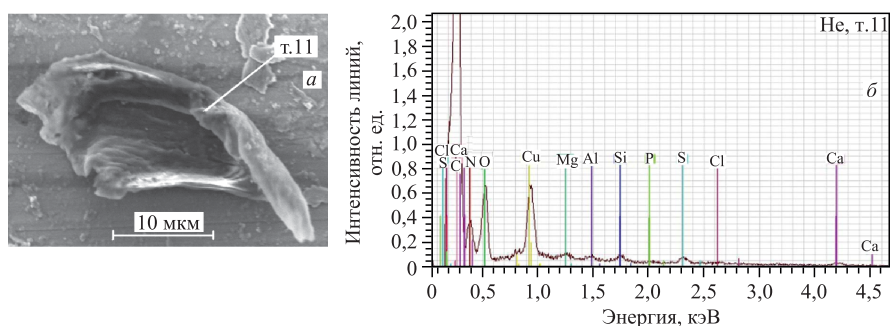 т.11
а
10 мкм
Интенсивность линий,
отн. ед.
2,0
1,8
1,6
1,4
1,2
1,0
0,8
0,6
0,4
0,2
0
Не, т.11
б
Cl Ca
S C N O Cu Mg Al Si P S Cl Ca
Ca
0 0,5 1,0 1,5 2,0 2,5 3,0 3,5 4,0 4,5
Энергия, кэВ